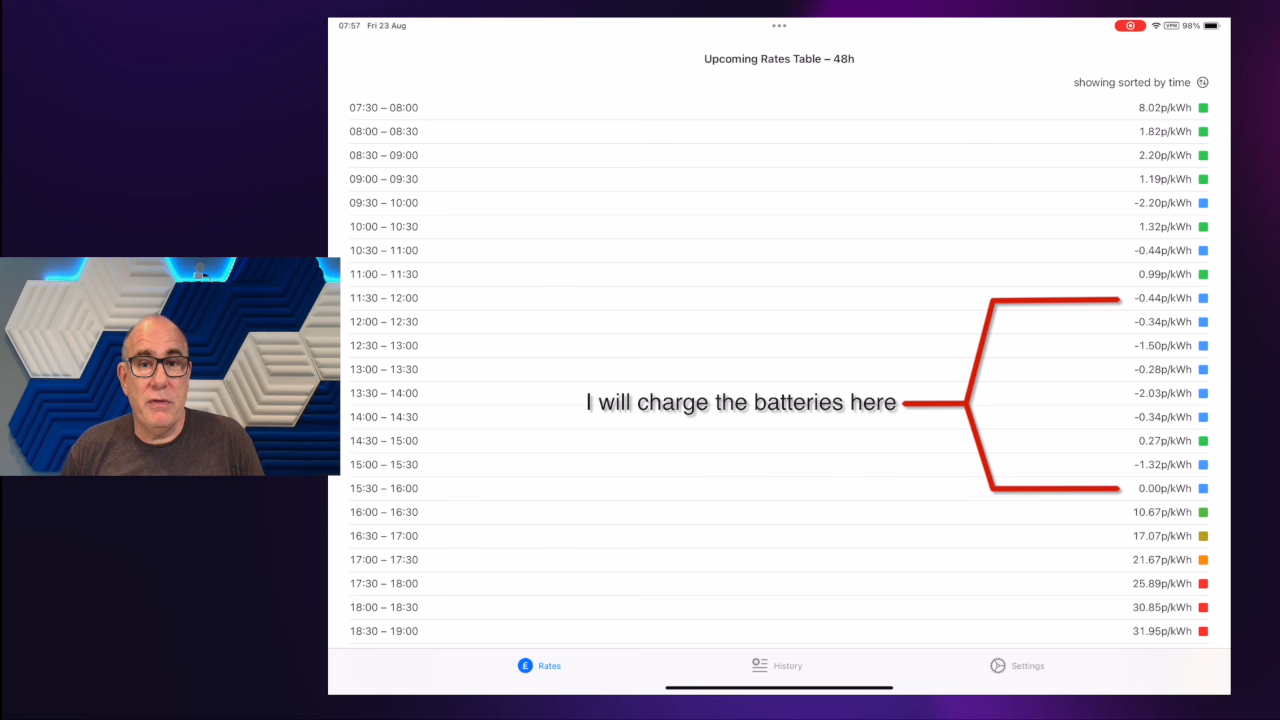 07:57 Fri 23 Aug
VPN 98%
Upcoming Rates Table – 48h
showing sorted by time
07:30 – 08:00 8.02p/kWh
08:00 – 08:30 1.82p/kWh
08:30 – 09:00 2.20p/kWh
09:00 – 09:30 1.19p/kWh
09:30 – 10:00 -2.20p/kWh
10:00 – 10:30 1.32p/kWh
10:30 – 11:00 -0.44p/kWh
11:00 – 11:30 0.99p/kWh
11:30 – 12:00 -0.44p/kWh
12:00 – 12:30 -0.34p/kWh
12:30 – 13:00 -1.50p/kWh
13:00 – 13:30 -0.28p/kWh
13:30 – 14:00 -2.03p/kWh
I will charge the batteries here
14:00 – 14:30 -0.34p/kWh
14:30 – 15:00 0.27p/kWh
15:00 – 15:30 -1.32p/kWh
15:30 – 16:00 0.00p/kWh
16:00 – 16:30 10.67p/kWh
16:30 – 17:00 17.07p/kWh
17:00 – 17:30 21.67p/kWh
17:30 – 18:00 25.89p/kWh
18:00 – 18:30 30.85p/kWh
18:30 – 19:00 31.95p/kWh
£ Rates History Settings